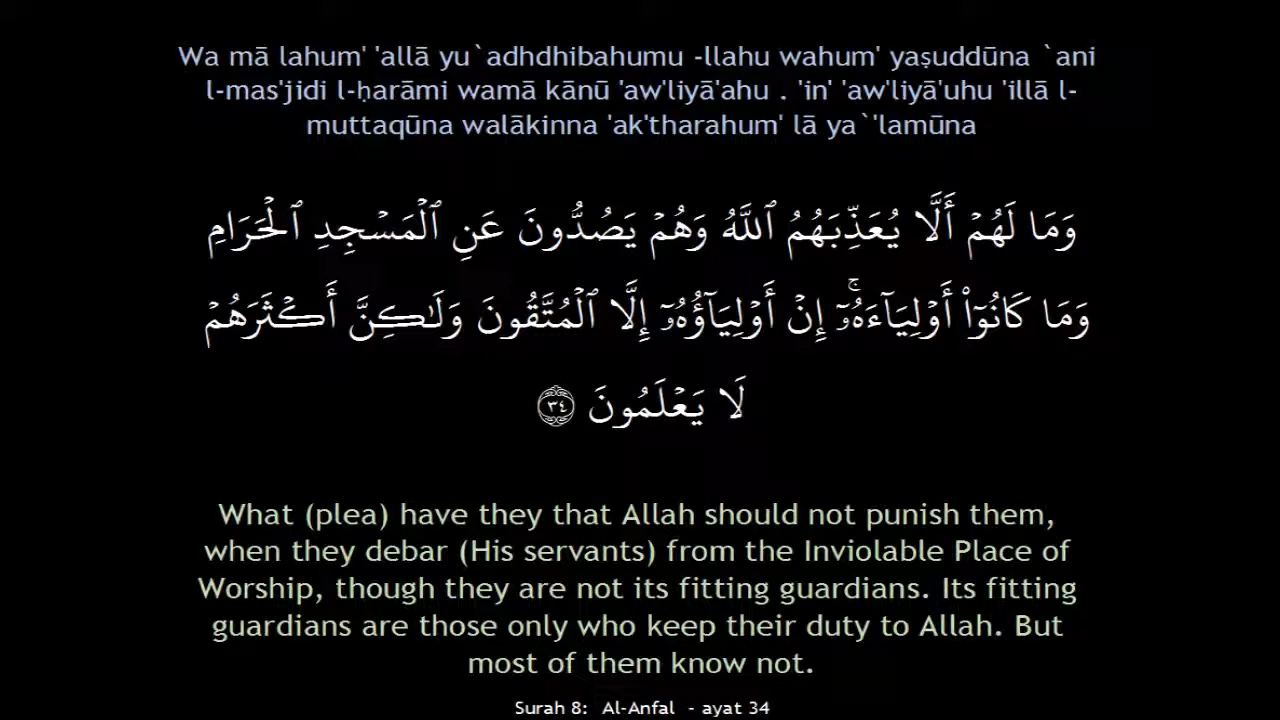 Wa mā lahum' 'allā yu`adhdhibahumu -llahu wahum' yaṣuddūna `ani
l-mas'jidi l-ḥarāmi wamā kānū 'aw'liyā'ahu . 'in' 'aw'liyā'uhu 'illā l-
muttaqūna walākinna 'ak'tharahum' lā ya`'lamūna
وَمَا لَهُمۡ أَلَّا يُعَذِّبَهُمُ ٱللَّهُ وَهُمۡ يَصُدُّونَ عَنِ ٱلۡمَسۡجِدِ ٱلۡحَرَامِ
وَمَا كَانُوٓاْ أَوۡلِيَآءَهُۥٓۚ إِنۡ أَوۡلِيَآؤُهُۥٓ إِلَّا ٱلۡمُتَّقُونَ وَلَٰكِنَّ أَكۡثَرَهُمۡ
لَا يَعۡلَمُونَ ٣٤
What (plea) have they that Allah should not punish them,
when they debar (His servants) from the Inviolable Place of
Worship, though they are not its fitting guardians. Its fitting
guardians are those only who keep their duty to Allah. But
most of them know not.
Surah 8: Al-Anfal - ayat 34